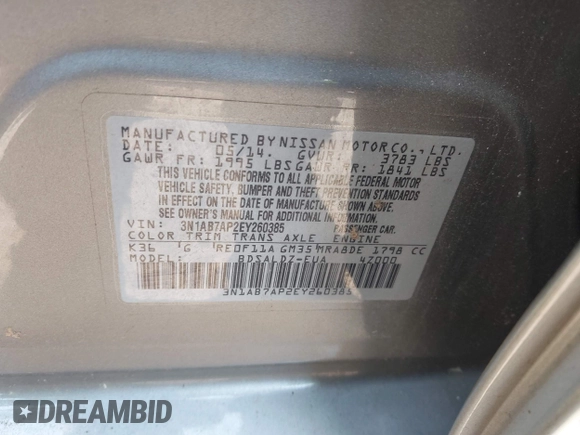 MANUFACTURED BY NISSAN MOTOR CO., LTD.
DATE: 05/14. GVWR: 3783 LBS
GAWR FR: 1995 LBS GAWR RR: 1841 LBS
THIS VEHICLE CONFORMS TO ALL APPLICABLE FEDERAL MOTOR
VEHICLE SAFETY, BUMPER AND THEFT PREVENTION STANDARDS
IN EFFECT ON THE DATE OF MANUFACTURE SHOWN ABOVE.
SEE OWNER'S MANUAL FOR ADDITIONAL INFORMATION.
VIN: 3N1AB7AP2EY260385 PASSENGER CAR.
COLOR TRIM TRANS AXLE ENGINE
K36 'G 'RE0F11A GM35'MRA8DE 1798 CC
MODEL: BDSALDZ-EUA 47000
3N1AB7AP2EY260385
DREAMBID